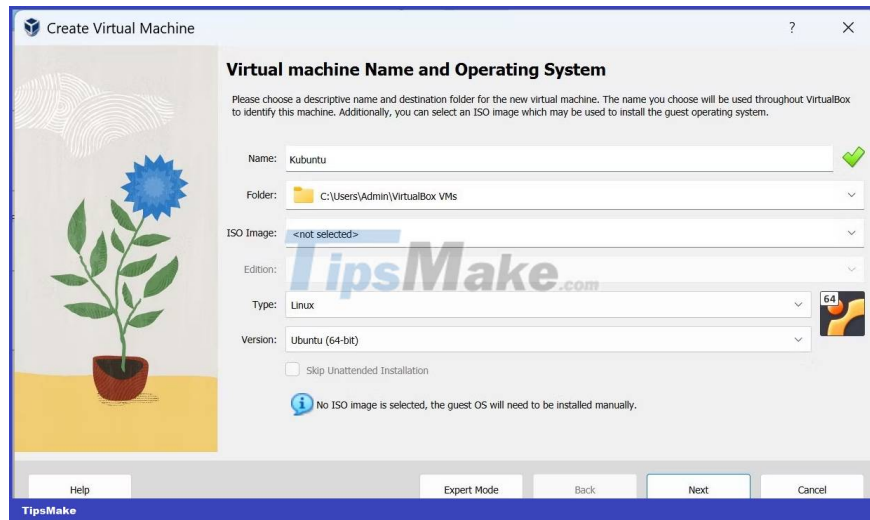 Create Virtual Machine
?
Virtual machine Name and Operating System
Please choose a descriptive name and destination folder for the new virtual machine. The name you choose will be used throughout VirtualBox
to identify this machine. Additionally, you can select an ISO image which may be used to install the guest operating system.
Name: Kubuntu
Folder: C:\Users\Admin\VirtualBox VMs
ISO Image: <not selected>
Edition:
TipsMake.com
Type: Linux
64
Version: Ubuntu (64-bit)
Skip Unattended Installation
No ISO image is selected, the guest OS will need to be installed manually.
Help Expert Mode Back Next Cancel
TipsMake